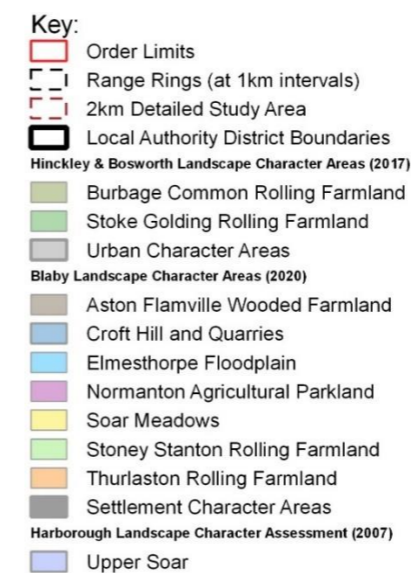 Key:
Order Limits
Range Rings (at 1km intervals)
2km Detailed Study Area
Local Authority District Boundaries
Hinckley & Bosworth Landscape Character Areas (2017)
Burbage Common Rolling Farmland
Stoke Golding Rolling Farmland
Urban Character Areas
Blaby Landscape Character Areas (2020)
Aston Flamville Wooded Farmland
Croft Hill and Quarries
Elmesthorpe Floodplain
Normanton Agricultural Parkland
Soar Meadows
Stoney Stanton Rolling Farmland
Thurlaston Rolling Farmland
Settlement Character Areas
Harborough Landscape Character Assessment (2007)
Upper Soar